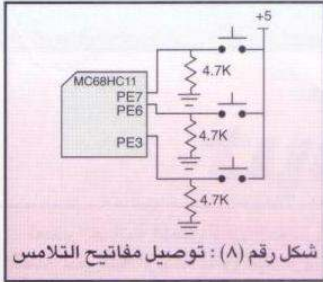 +5
MC68HC11
4.7K
PE7
PE6
4.7K
PE3
4.7K
شكل رقم (٨) : توصيل مفاتيح التلامس